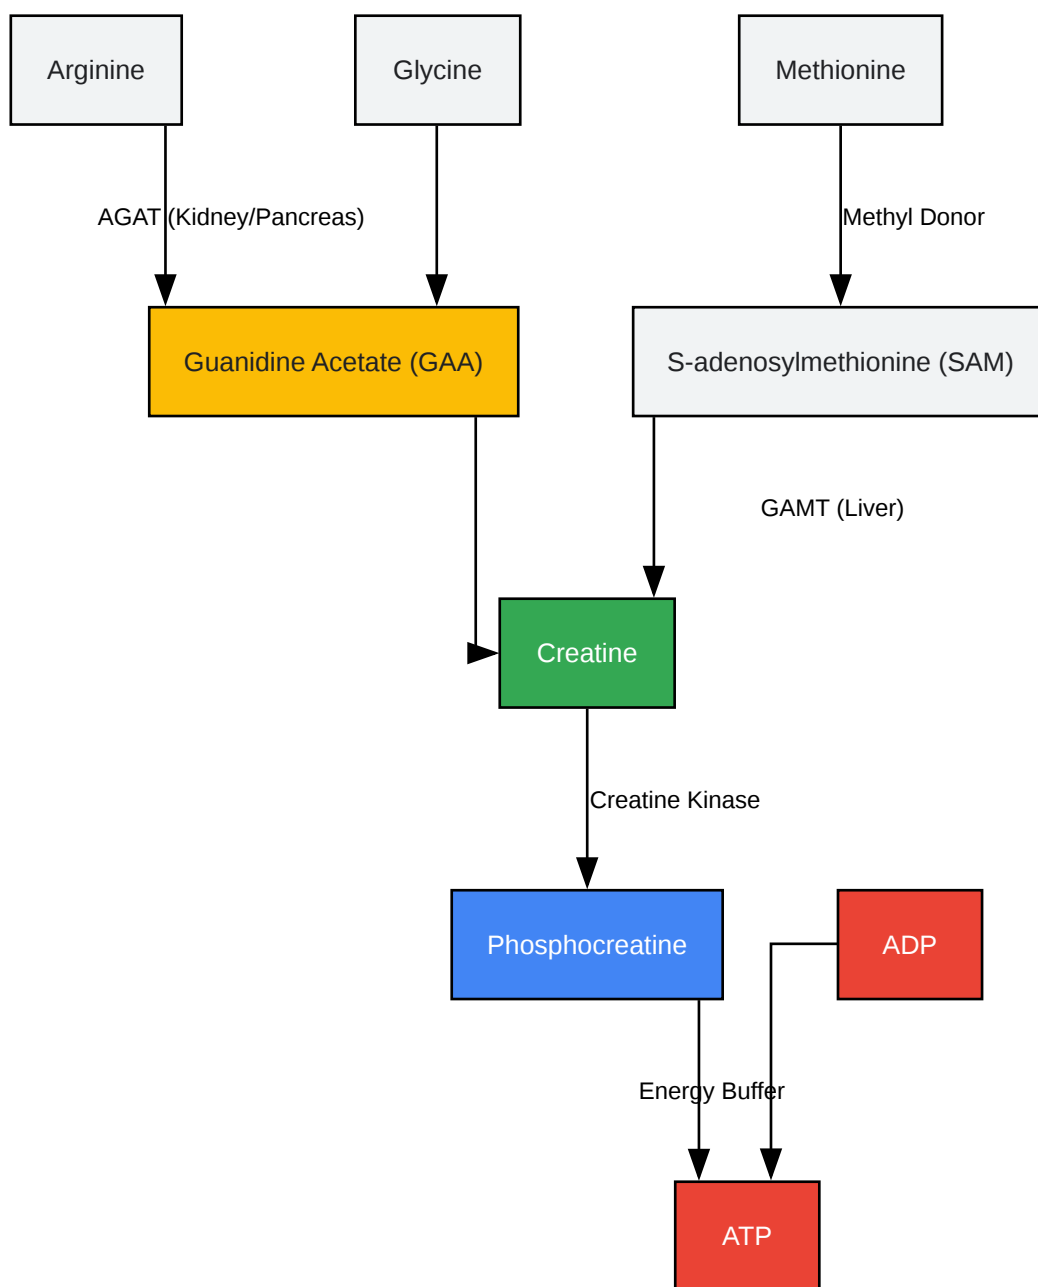 Arginine
Glycine
Methionine
AGAT (Kidney/Pancreas)
Methyl Donor
Guanidine Acetate (GAA)
S-adenosylmethionine (SAM)
GAMT (Liver)
Creatine
Creatine Kinase
Phosphocreatine
ADP
Energy Buffer
ATP